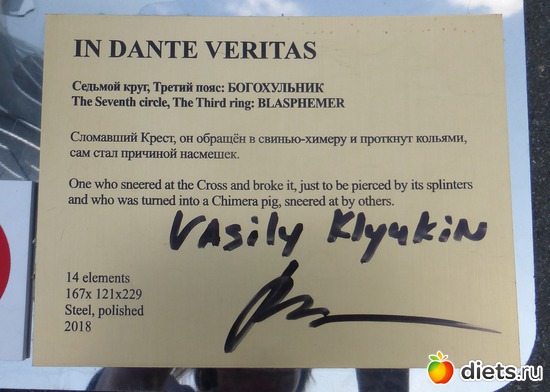 IN DANTE VERITAS
Седьмой круг, Третий пояс: БОГОХУЛЬНИК
The Seventh circle, The Third ring: BLASPHEMER
Сломавший Крест, он обращён в свинью-химеру и проткнут кольями,
сам стал причиной насмешек.
One who sneered at the Cross and broke it, just to be pierced by its splinters
and who was turned into a Chimera pig, sneered at by others.
Vasily Klyukin
14 elements
167x 121x229
Steel, polished
2018
diets.ru